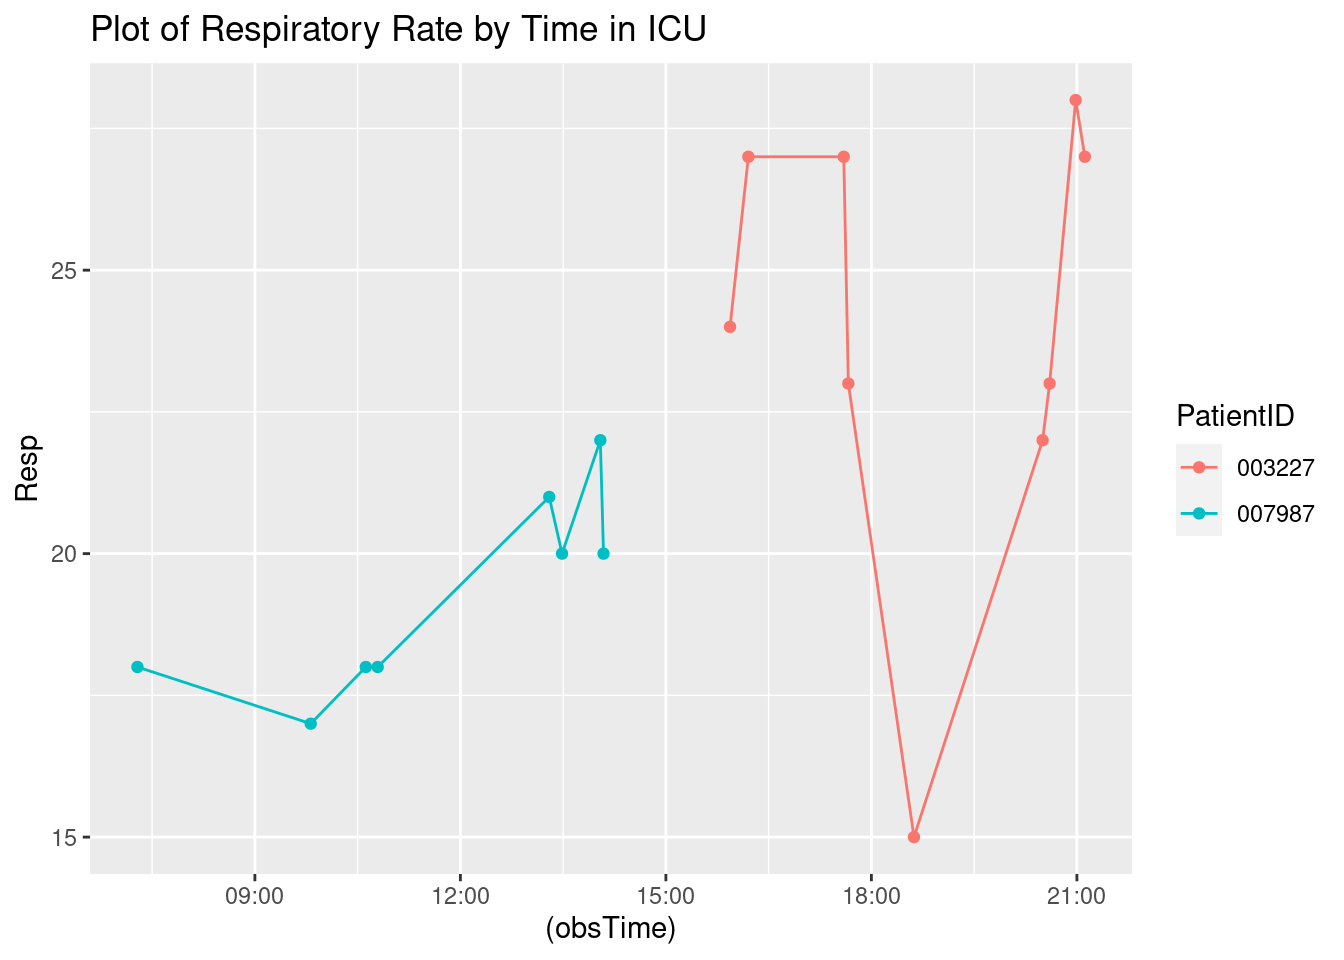 Plot of Respiratory Rate by Time in ICU
Resp
25
20
15
09:00 12:00 15:00 18:00 21:00
(obsTime)
PatientID
003227
007987